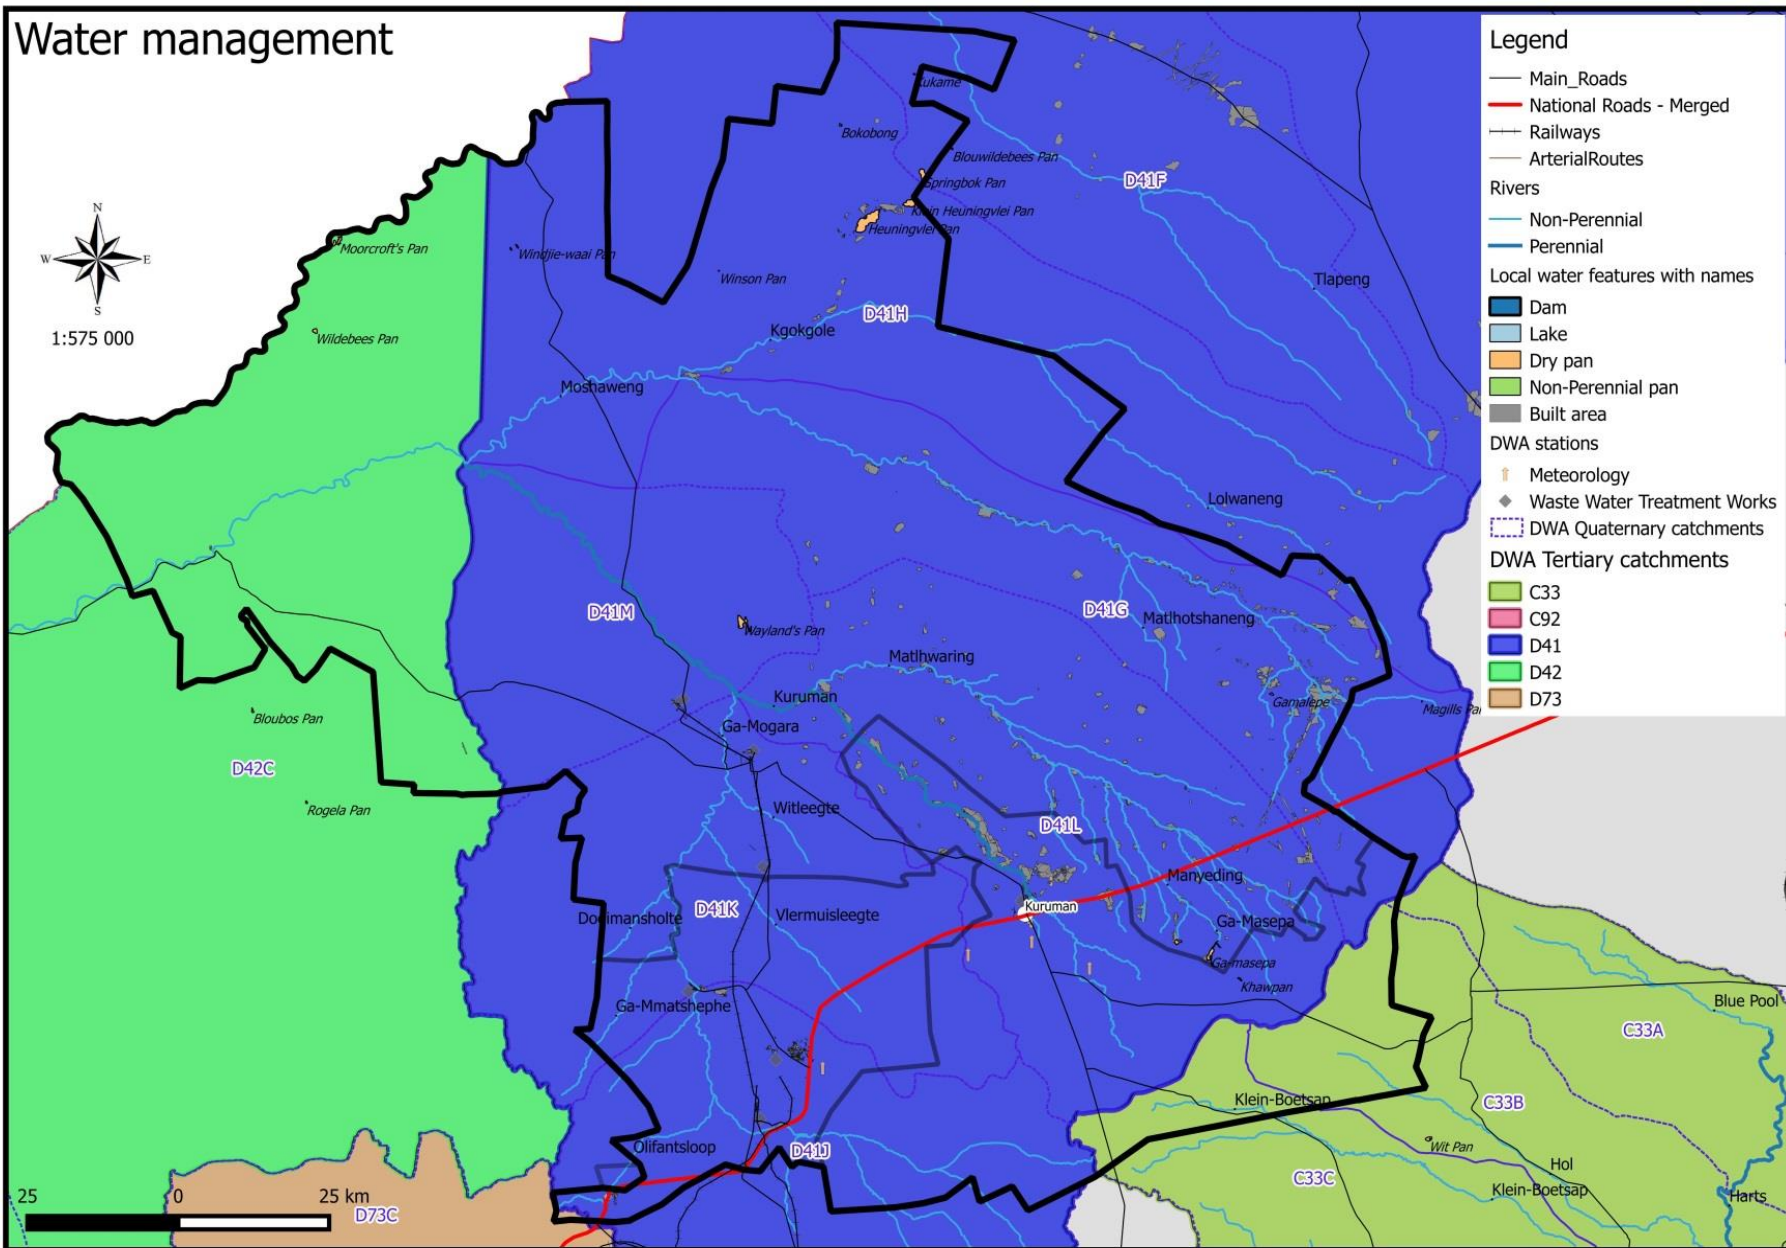 Water management
Legend
Main_Roads
National Roads - Merged
Railways
ArterialRoutes
Rivers
Non-Perennial
Perennial
Local water features with names
Dam
Lake
Dry pan
Non-Perennial pan
Built area
DWA stations
Meteorology
Waste Water Treatment Works
DWA Quaternary catchments
DWA Tertiary catchments
C33
C92
D41
D42
D73
N
W E
S
1:575 000
Kukame
Bokobong
Blouwildebees Pan
Springbok Pan
D41F
Klein Heuningvlei Pan
Heuningvlei Pan
Moorcroft's Pan
Windjie-waai Pan
Winson Pan
Tlapeng
D41H
Kgokgole
Wildebees Pan
Moshaweng
Lolwaneng
D41M
D41G
Matlhotshaneng
Wayland's Pan
Matlhwaring
Kuruman
Gamalepe
Bloubos Pan
Ga-Mogara
D42C
Rogela Pan
Witleegte
D41L
Manyeding
D41K
Vlermuisleegte
Kuruman
Ga-Masepa
Ga-masepa
Khawpan
Ga-Mmatshephe
Blue Pool
C33A
Klein-Boetsap
C33B
Olifantsloop
D41J
Wit Pan
Hol
C33C
Klein-Boetsap
Harts
25 0 25 km
D73C